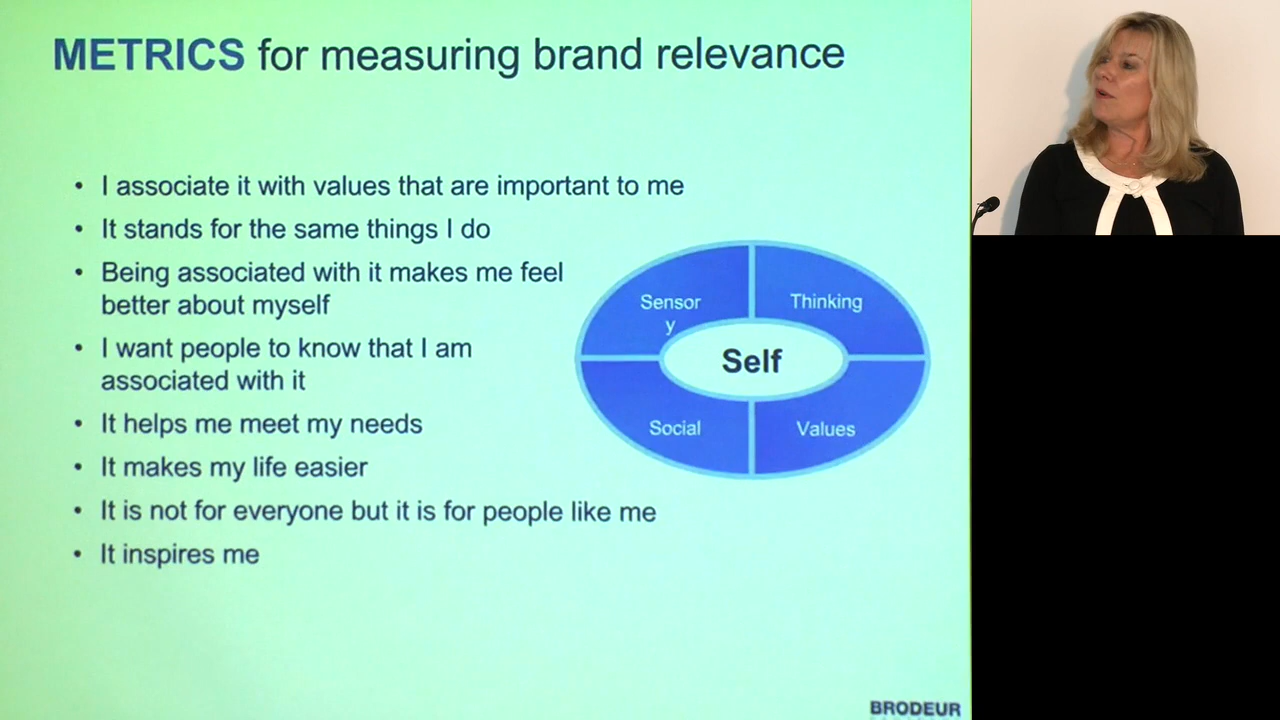 METRICS for measuring brand relevance
• I associate it with values that are important to me
• It stands for the same things I do
• Being associated with it makes me feel
better about myself
• I want people to know that I am
associated with it
• It helps me meet my needs
• It makes my life easier
• It is not for everyone but it is for people like me
• It inspires me
Sensor
y
Thinking
Self
Social
Values
BRODEUR